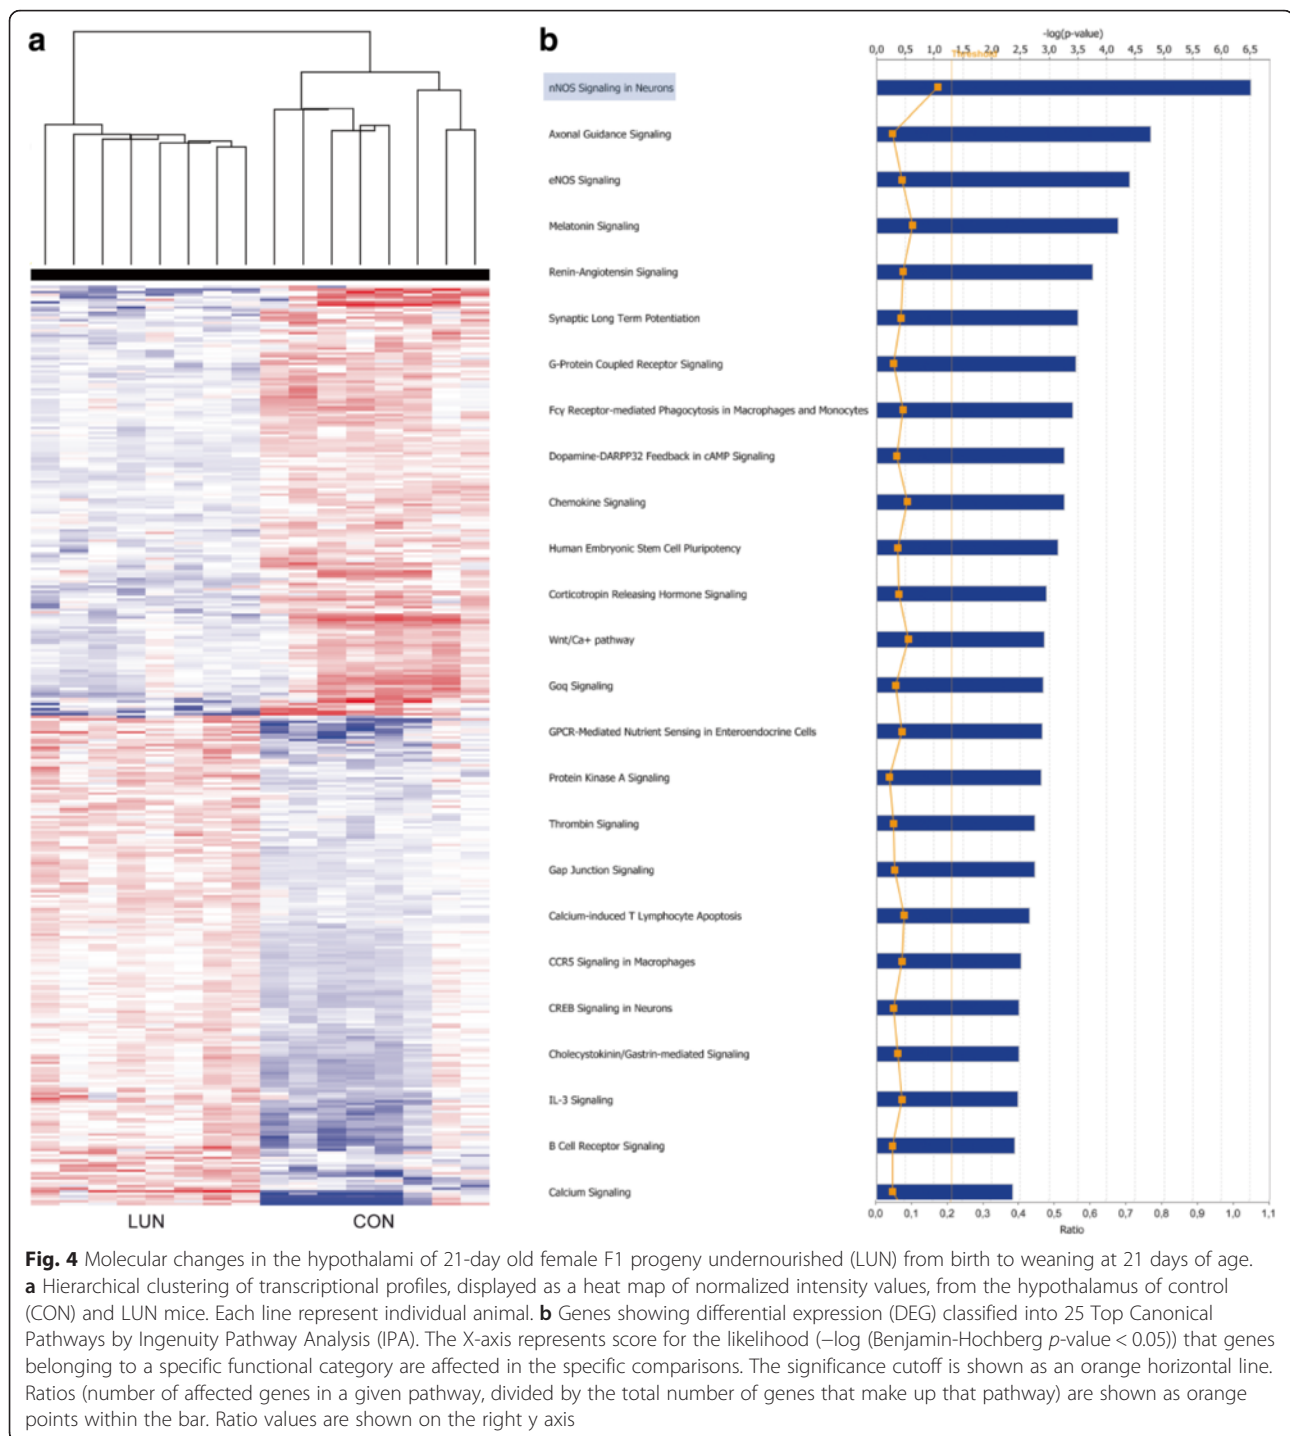 a
b
-log(p-value)
0,0 0,5 1,0 1,5 2,0 2,5 3,0 3,5 4,0 4,5 5,0 5,5 6,0 6,5
Threshold
nNOS Signaling in Neurons
Axonal Guidance Signaling
eNOS Signaling
Melatonin Signaling
Renin-Angiotensin Signaling
Synaptic Long Term Potentiation
G-Protein Coupled Receptor Signaling
Fcγ Receptor-mediated Phagocytosis in Macrophages and Monocytes
Dopamine-DARPP32 Feedback in cAMP Signaling
Chemokine Signaling
Human Embryonic Stem Cell Pluripotency
Corticotropin Releasing Hormone Signaling
Wnt/Ca+ pathway
Gαq Signaling
GPCR-Mediated Nutrient Sensing in Enteroendocrine Cells
Protein Kinase A Signaling
Thrombin Signaling
Gap Junction Signaling
Calcium-induced T Lymphocyte Apoptosis
CCR5 Signaling in Macrophages
CREB Signaling in Neurons
Cholecystokinin/Gastrin-mediated Signaling
IL-3 Signaling
B Cell Receptor Signaling
Calcium Signaling
0,0 0,1 0,2 0,3 0,4 0,5 0,6 0,7 0,8 0,9 1,0 1,1
Ratio
LUN CON
Fig. 4 Molecular changes in the hypothalami of 21-day old female F1 progeny undernourished (LUN) from birth to weaning at 21 days of age.
a Hierarchical clustering of transcriptional profiles, displayed as a heat map of normalized intensity values, from the hypothalamus of control
(CON) and LUN mice. Each line represent individual animal. b Genes showing differential expression (DEG) classified into 25 Top Canonical
Pathways by Ingenuity Pathway Analysis (IPA). The X-axis represents score for the likelihood (−log (Benjamin-Hochberg p-value < 0.05)) that genes
belonging to a specific functional category are affected in the specific comparisons. The significance cutoff is shown as an orange horizontal line.
Ratios (number of affected genes in a given pathway, divided by the total number of genes that make up that pathway) are shown as orange
points within the bar. Ratio values are shown on the right y axis